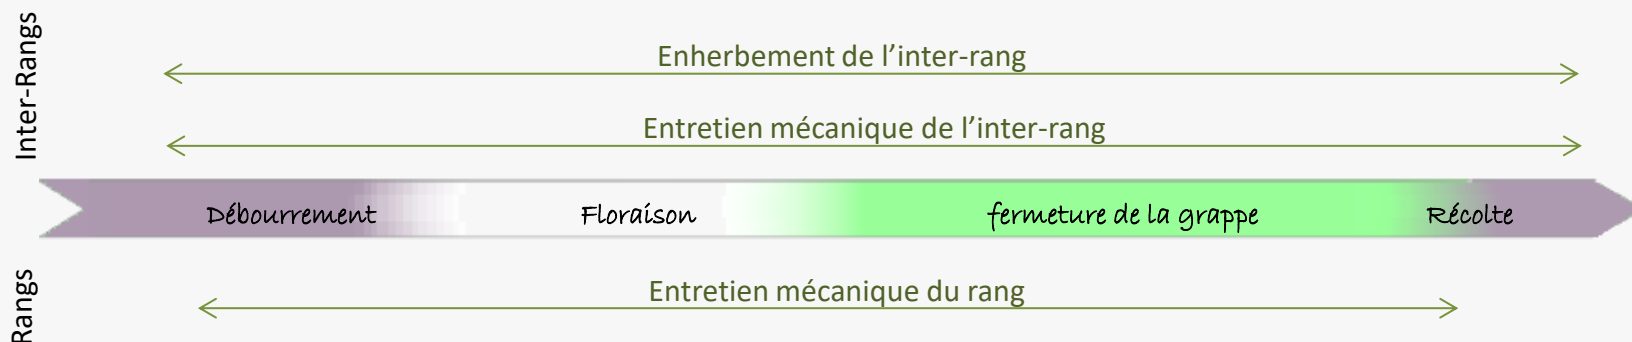 Inter-Rangs
Enherbement de l’inter-rang
Entretien mécanique de l’inter-rang
Débourrement Floraison fermeture de la grappe Récolte
Rangs
Entretien mécanique du rang